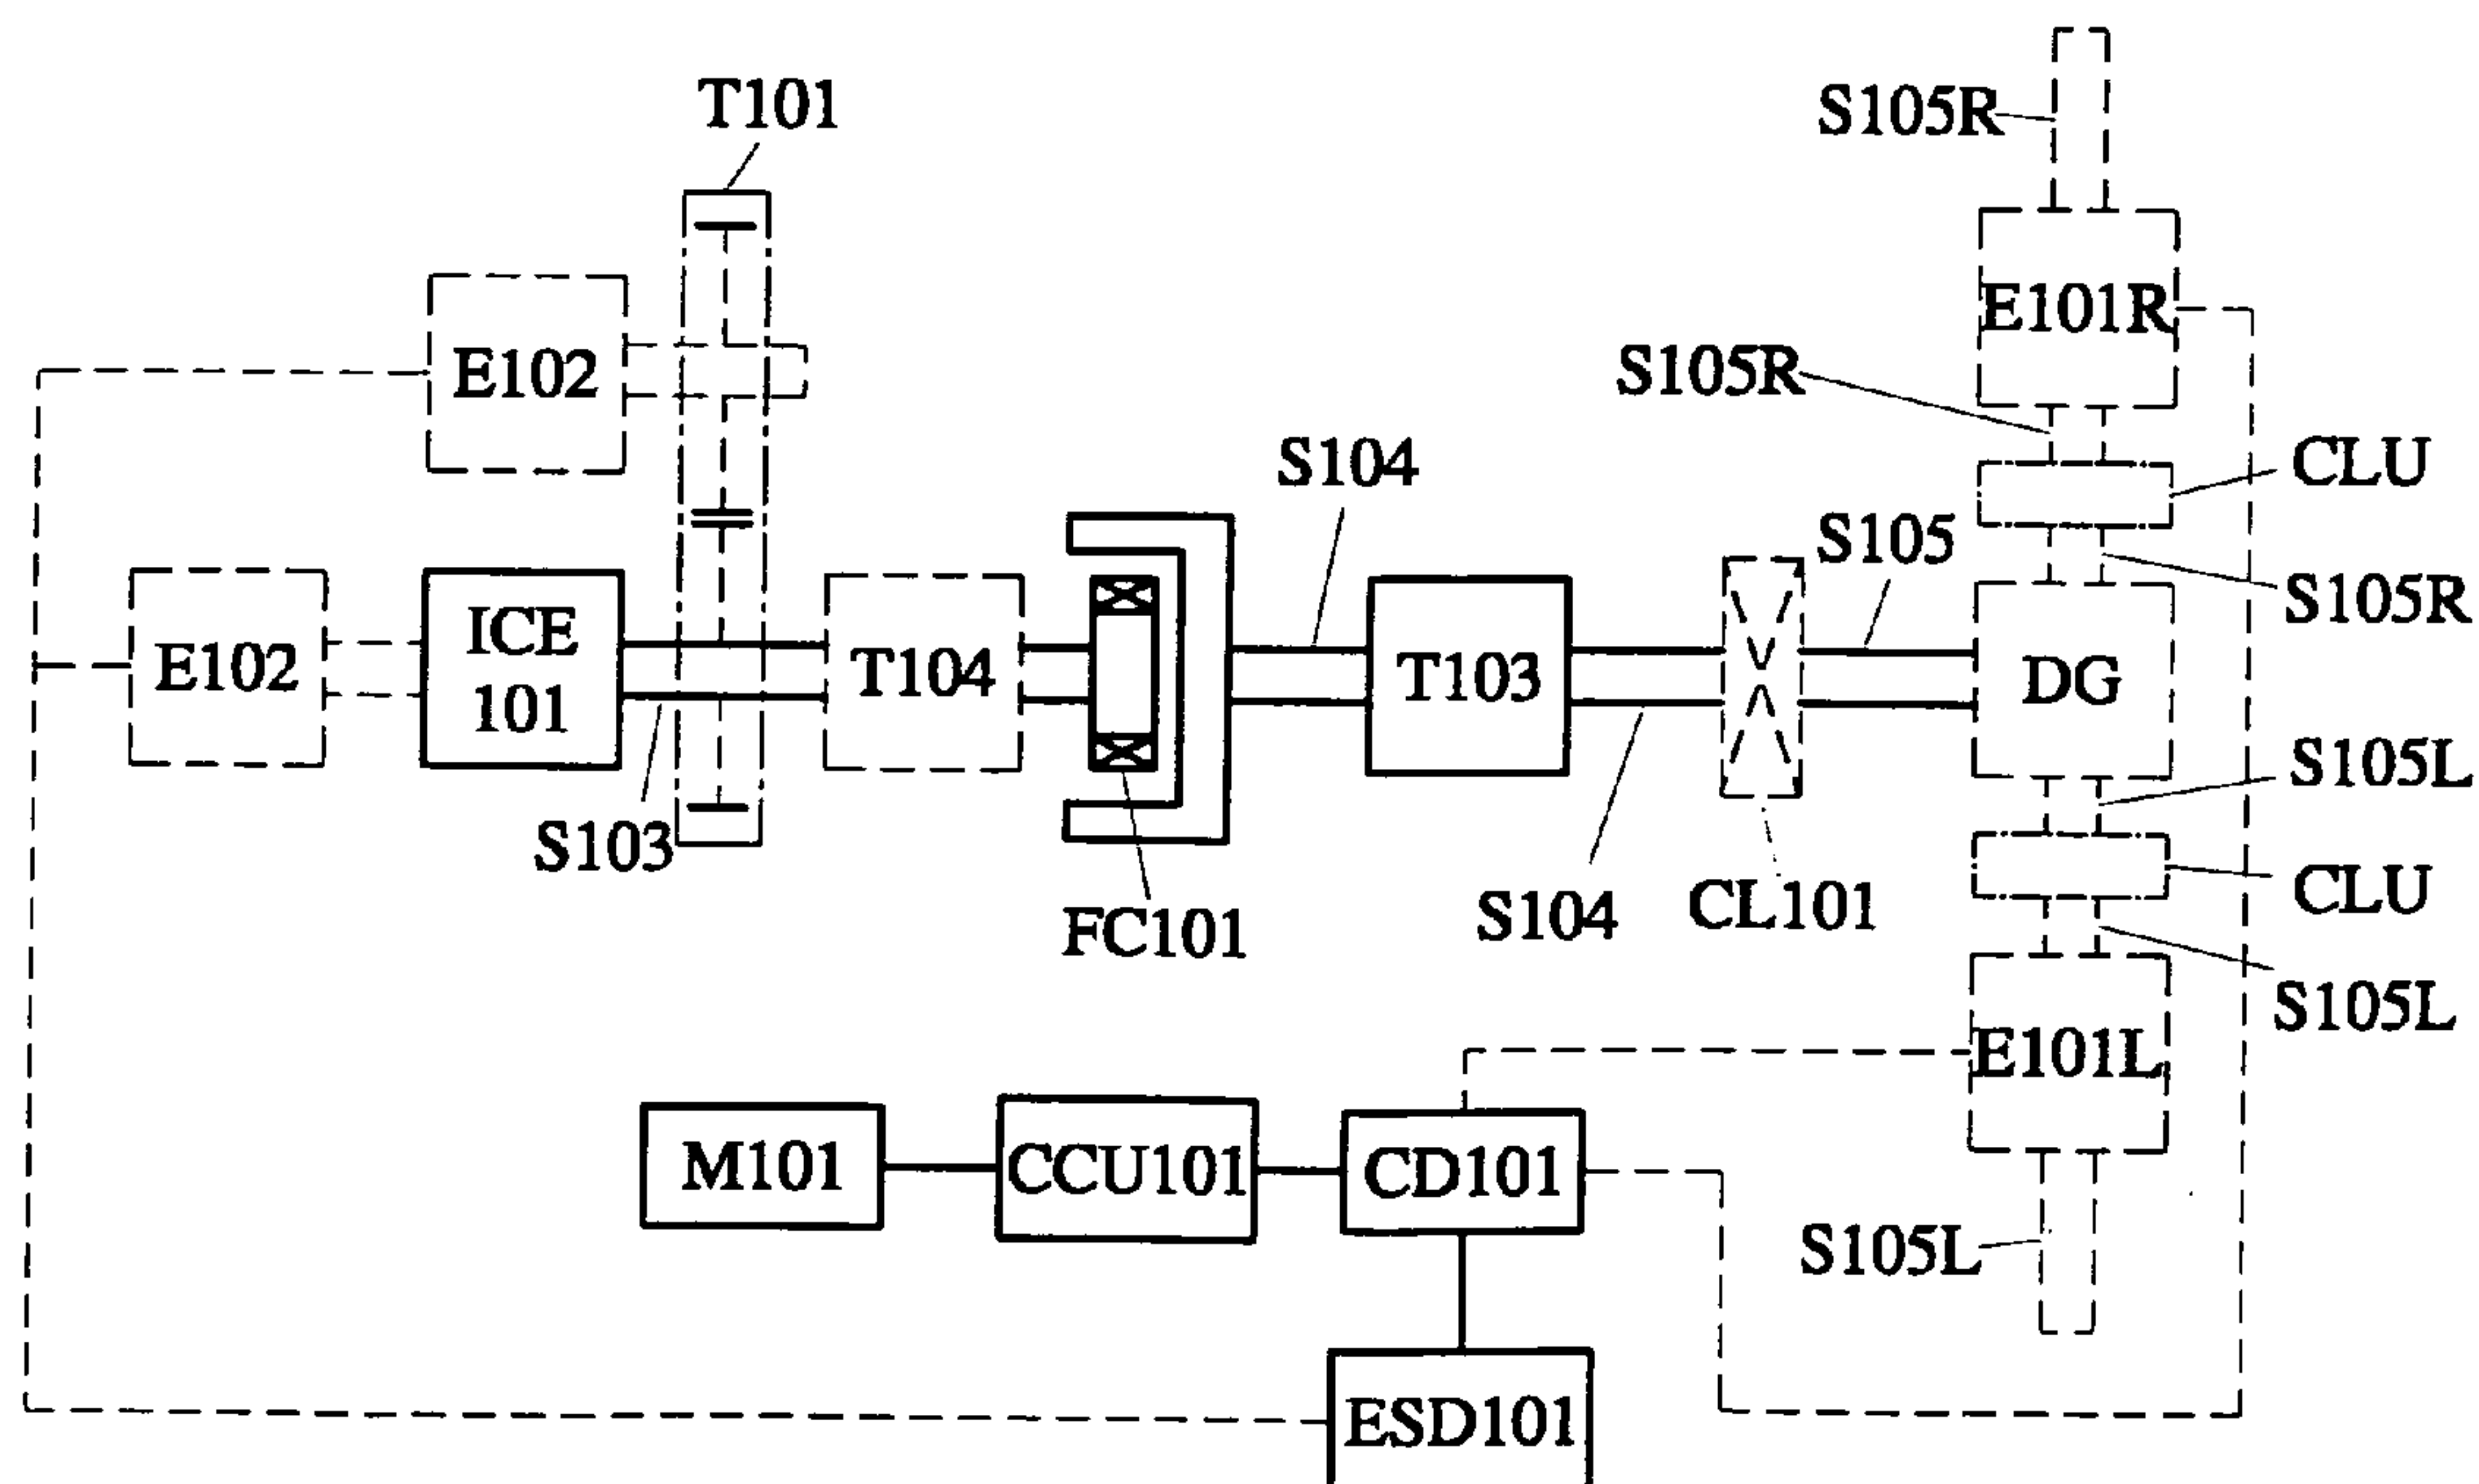 T101
S105R
E101R
E102
S105R
S104
CLU
S105
S105R
ICE
101
E102
T104
T103
DG
S105L
S103
CLU
FC101
S104
CL101
S105L
E101L
M101
CCU101
CD101
S105L
ESD101